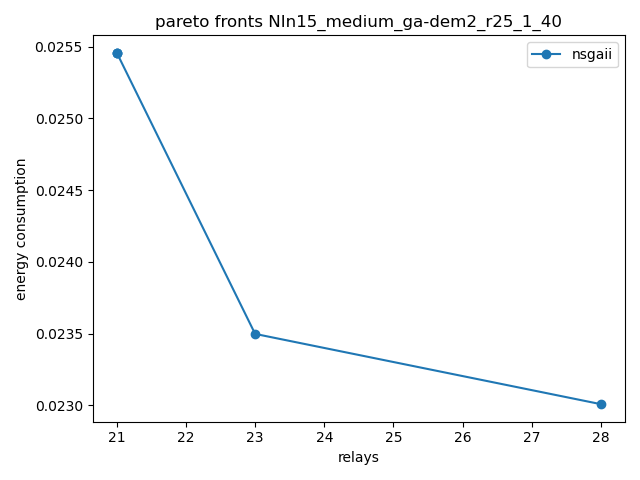 pareto fronts NIn15_medium_ga-dem2_r25_1_40
nsgaii
0.0255
0.0250
0.0245
0.0240
0.0235
0.0230
energy consumption
21 22 23 24 25 26 27 28
relays